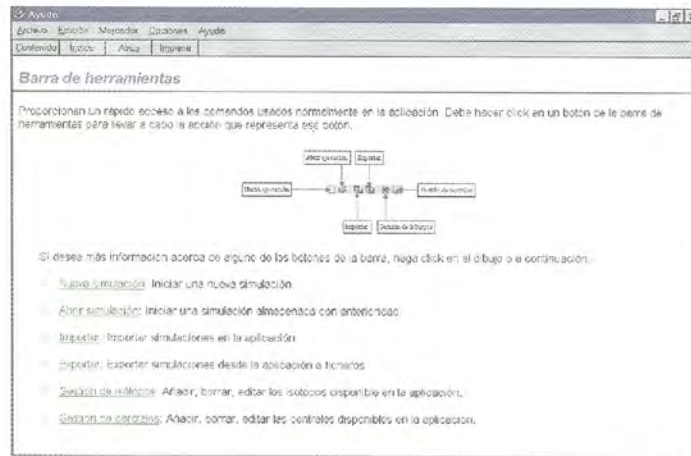 Ayuda
Archivo Edición Marcador Opciones Ayuda
Contenido Índice Atrás Imprimir
Barra de herramientas
Proporcionan un rápido acceso a los comandos usados normalmente en la aplicación. Debe hacer click en un botón de la barra de
herramientas para llevar a cabo la acción que representa ese botón.
Abrir simulación Exportar
Nueva simulación Gestión de centrales
Importar Gestión de isótopos
Si desea más información acerca de alguno de los botones de la barra, haga click en el dibujo o a continuación.
Nueva simulación: Iniciar una nueva simulación.
Abrir simulación: Iniciar una simulación almacenada con anterioridad.
Importar: Importar simulaciones en la aplicación
Exportar: Exportar simulaciones desde la aplicación a ficheros
Gestión de isótopos: Añadir, borrar, editar los isótopos disponible en la aplicación.
Gestión de centrales: Añadir, borrar, editar las centrales disponibles en la aplicación.